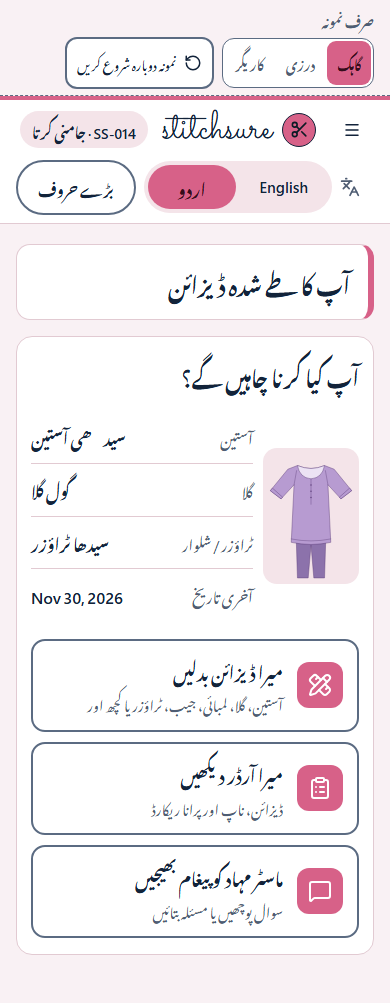 صرف نمونہ
گاہک
درزی
کاریگر
نمونہ دوبارہ شروع کریں
stitchsure
SS-014 · جامنی کرتا
English
اردو
بڑے حروف
آپ کا طے شدہ ڈیزائن
آپ کیا کرنا چاہیں گے؟
آستین سیدھی آستین
گلا گول گلا
ٹراؤزر / شلوار سیدھا ٹراؤزر
آخری تاریخ Nov 30, 2026
میرا ڈیزائن بدلیں
آستین، گلا، لمبائی، جیب، ٹراؤزر یا کچھ اور
میرا آرڈر دیکھیں
ڈیزائن، ناپ اور پرانا ریکارڈ
ماسٹر مہاد کو پیغام بھیجیں
سوال پوچھیں یا مسئلہ بتائیں